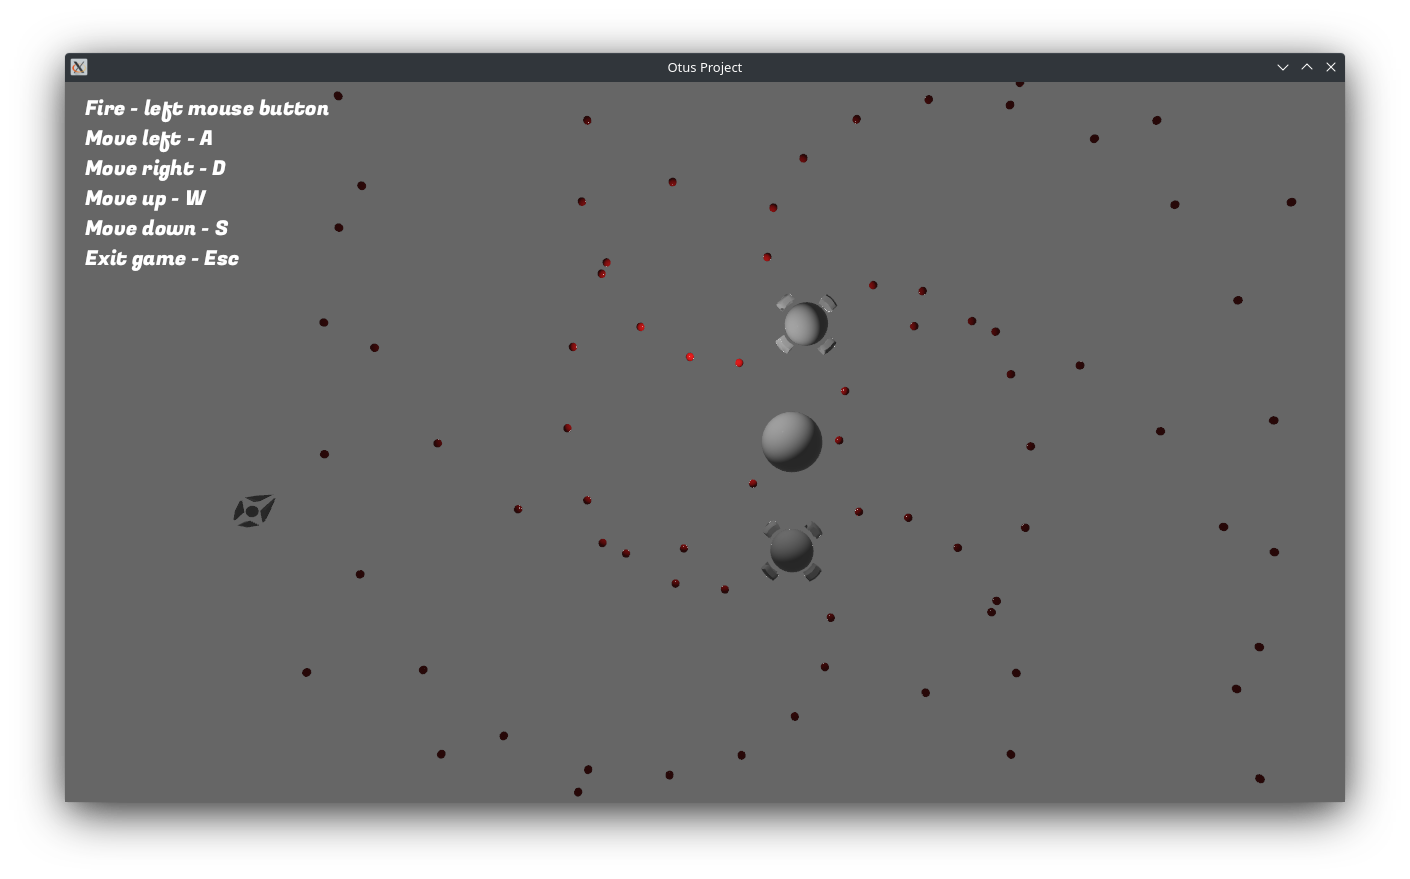 Otus Project
Fire - left mouse button
Move left - A
Move right - D
Move up - W
Move down - S
Exit game - Esc